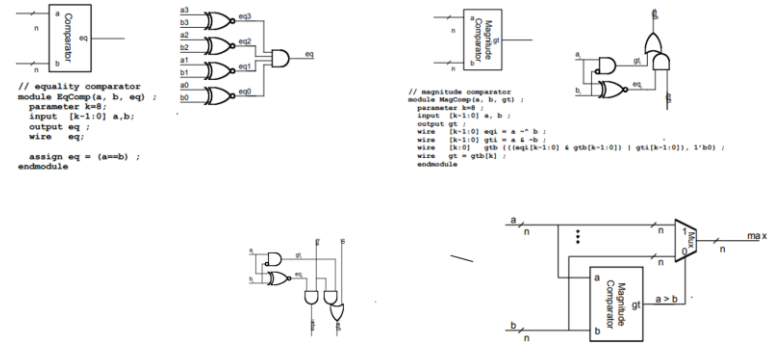 a
n
Comparator
eq
n
b
a3
b3
eq3
a2
b2
eq2
a1
b1
eq1
a0
b0
eq0
eq
// equality comparator
module EqComp(a, b, eq) ;
parameter k=8;
input [k-1:0] a,b;
output eq ;
wire eq;
assign eq = (a==b) ;
endmodule
a
n
Magnitude
Comparator
gt
n
b
gt
eq
// magnitude comparator
module MagComp(a, b, gt) ;
parameter k=8 ;
input [k-1:0] a, b ;
output gt ;
wire [k-1:0] eqi = a ~^ b ;
wire [k-1:0] gti = a & ~b ;
wire [k:0] gtb (((eqi[k-1:0] & gtb[k-1:0]) | gti[k-1:0]), 1'b0) ;
wire gt = gtb[k] ;
endmodule
gt
eq
a
n
n
1
Mux
0
n
max
n
a
Magnitude
Comparator
gt
a > b
b
b
n